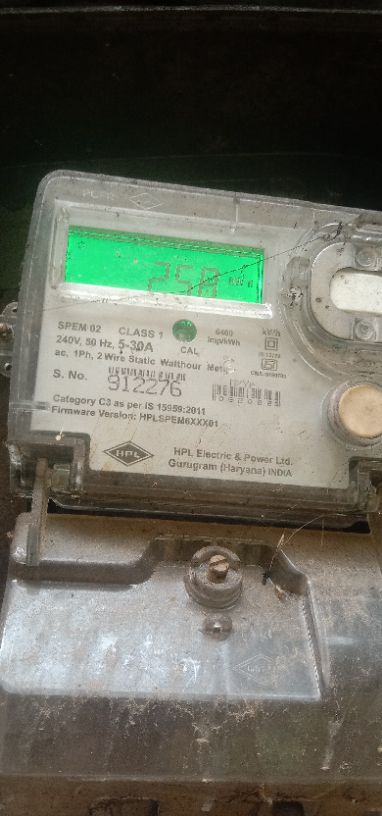 258
SPEM 02 CLASS 1 6400 kWh
240V, 50 Hz, 5-30A CAL imp/kWh
ac, 1Ph, 2 Wire Static Watthour Meter
S. No. 912276
Category C3 as per IS 15959:2011
Firmware Version: HPLSPEM6XXX01
HPL
HPL Electric & Power Ltd.
Gurugram (Haryana) INDIA